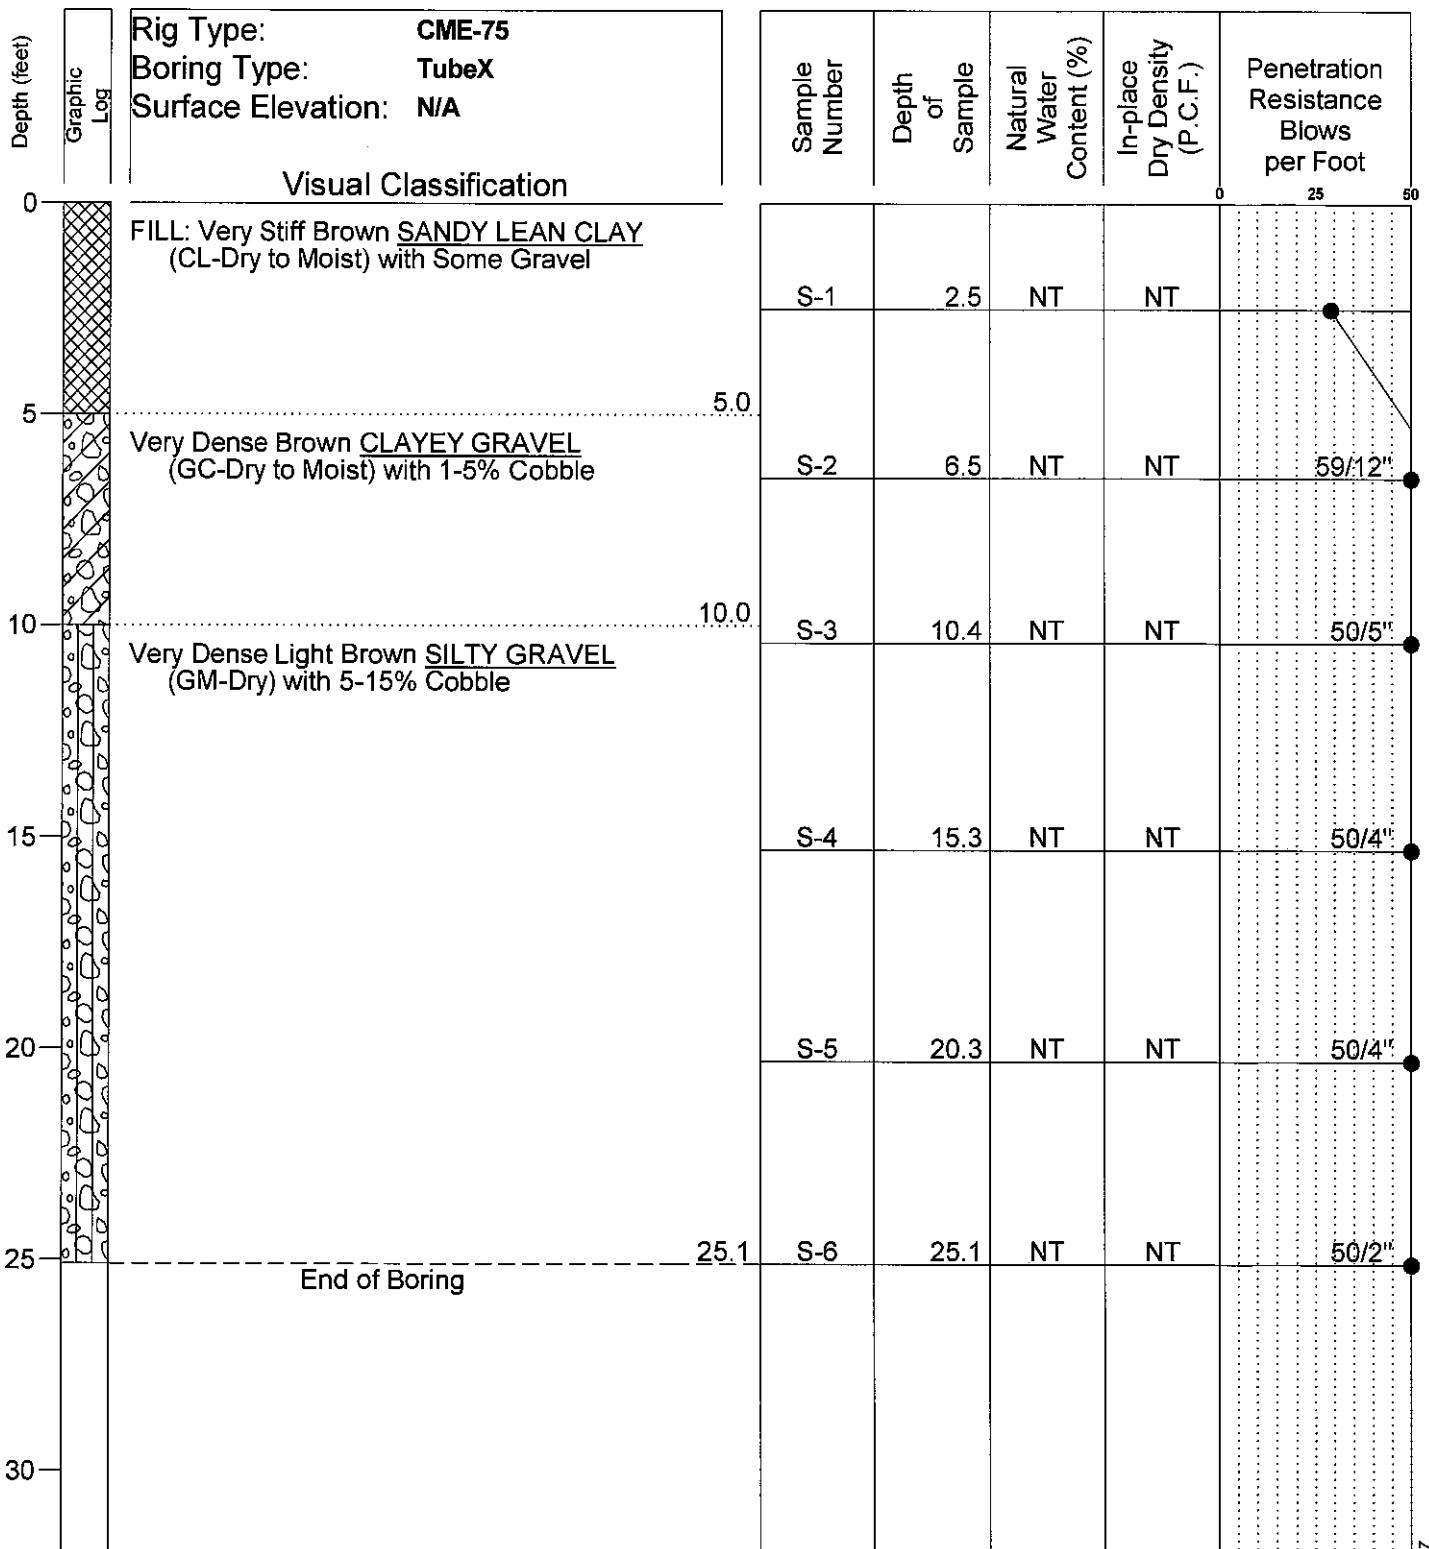 Depth (feet)
Graphic
Log
Rig Type: CME-75
Boring Type: TubeX
Surface Elevation: N/A
Visual Classification
Sample
Number
Depth
of
Sample
Natural
Water
Content (%)
In-place
Dry Density
(P.C.F.)
Penetration
Resistance
Blows
per Foot
0 25 50
0
FILL: Very Stiff Brown SANDY LEAN CLAY
(CL-Dry to Moist) with Some Gravel
S-1 2.5 NT NT
5
5.0
Very Dense Brown CLAYEY GRAVEL
(GC-Dry to Moist) with 1-5% Cobble
S-2 6.5 NT NT 59/12"
10
10.0
S-3 10.4 NT NT 50/5"
Very Dense Light Brown SILTY GRAVEL
(GM-Dry) with 5-15% Cobble
15
S-4 15.3 NT NT 50/4"
20
S-5 20.3 NT NT 50/4"
25
25.1
S-6 25.1 NT NT 50/2"
End of Boring
30